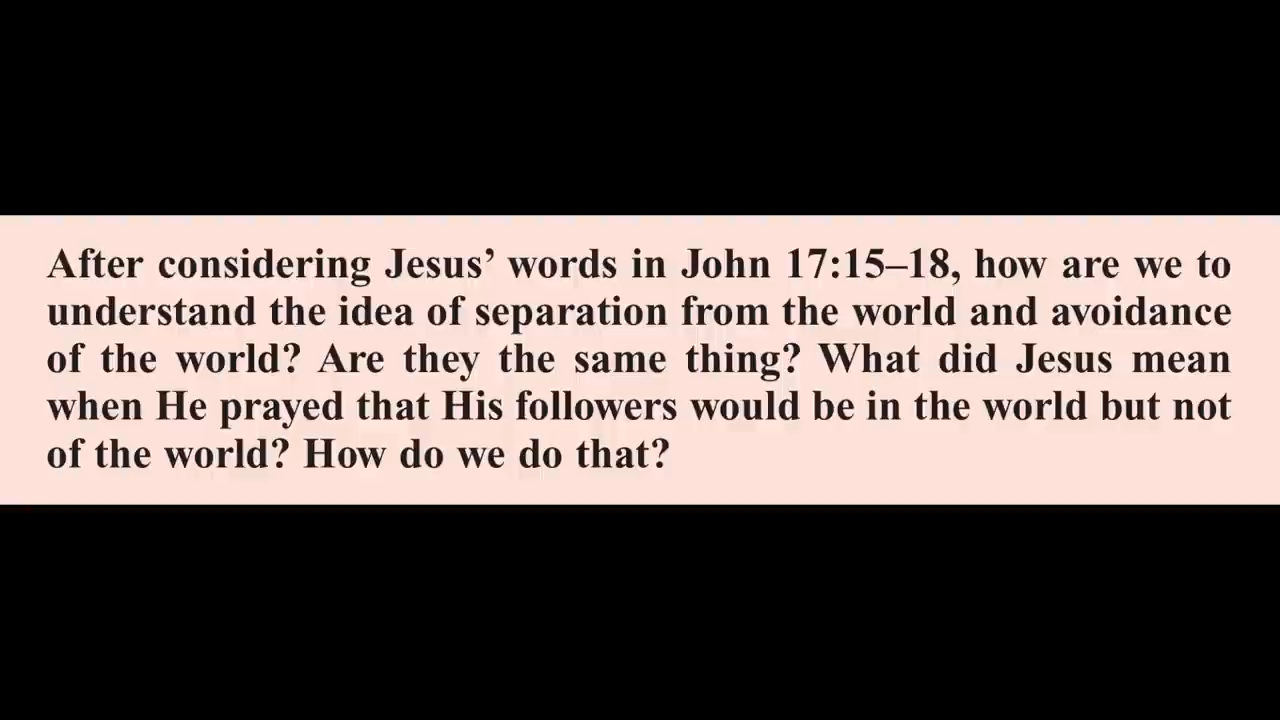 After considering Jesus’ words in John 17:15–18, how are we to
understand the idea of separation from the world and avoidance
of the world? Are they the same thing? What did Jesus mean
when He prayed that His followers would be in the world but not
of the world? How do we do that?